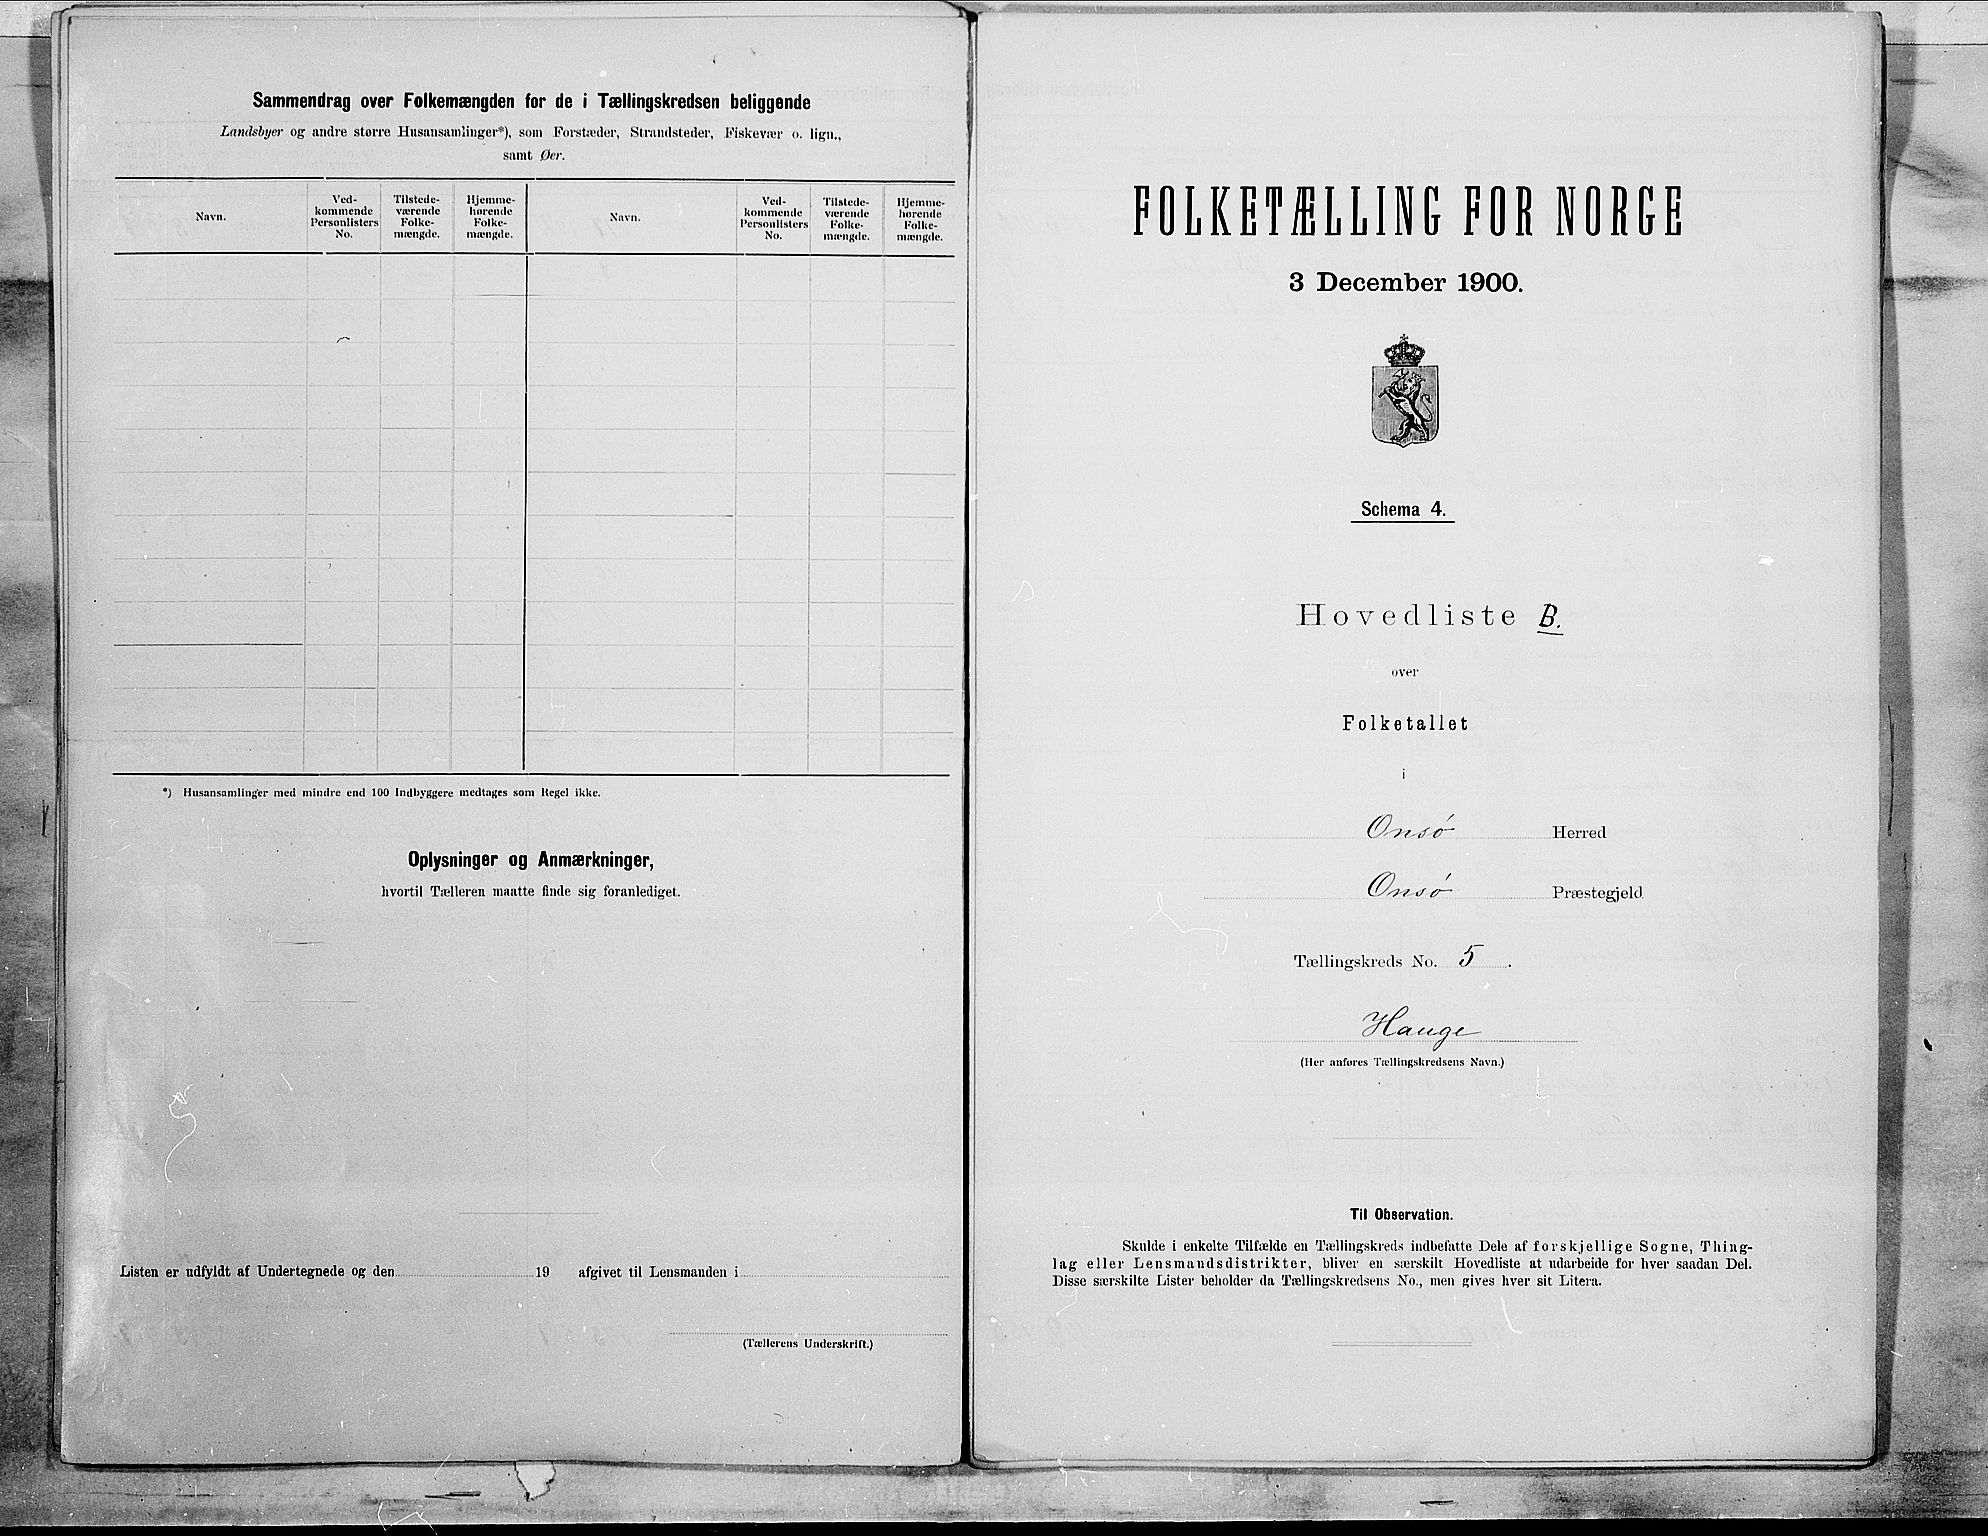 Sammendrag over Folkemængden for de i Tællingskredsen beliggende
Landsbyer og andre større Husansamlinger*), som Forstæder, Strandsteder, Fiskevær o. lign.,
samt Øer.
Navn.
Ved-
kommende
Personlisters
No.
Tilstede-
værende
Folke-
mængde.
Hjemme-
hørende
Folke-
mængde.
Navn.
Ved-
kommende
Personlisters
No.
Tilstede-
værende
Folke-
mængde.
Hjemme-
hørende
Folke-
mængde.
*) Husansamlinger med mindre end 100 Indbyggere medtages som Regel ikke.
Oplysninger og Anmærkninger,
hvortil Tælleren maatte finde sig foranlediget.
Listen er udfyldt af Undertegnede og den 19 afgivet til Lensmanden i
(Tællerens Underskrift.)
FOLKETÆLLING FOR NORGE
3 December 1900.
Schema 4.
Hovedliste B.
over
Folketallet
i
Onsö Herred
Onsö Præstegjeld
Tællingskreds No. 5.
Hauge
(Her anføres Tællingskredsens Navn.)
Til Observation.
Skulde i enkelte Tilfælde en Tællingskreds indbefatte Dele af forskjellige Sogne, Thing-
lag eller Lensmandsdistrikter, bliver en særskilt Hovedliste at udarbeide for hver saadan Del.
Disse særskilte Lister beholder da Tællingskredsens No., men gives hver sit Litera.